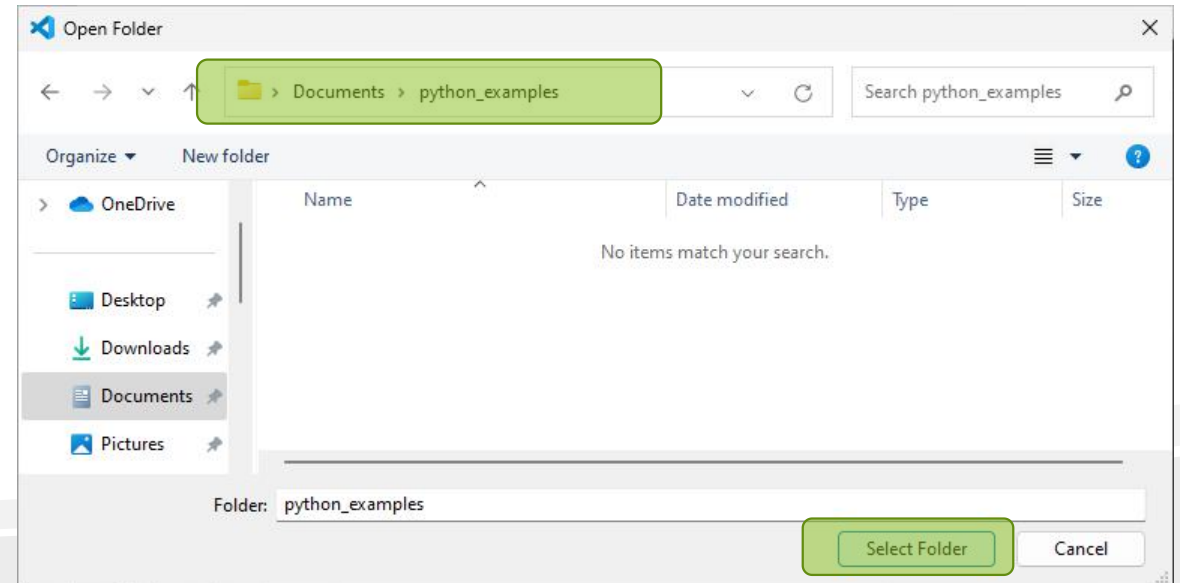 Open Folder
Documents > python_examples
Search python_examples
Organize
New folder
Name
Date modified
Type
Size
OneDrive
No items match your search.
Desktop
Downloads
Documents
Pictures
Folder: python_examples
Select Folder
Cancel